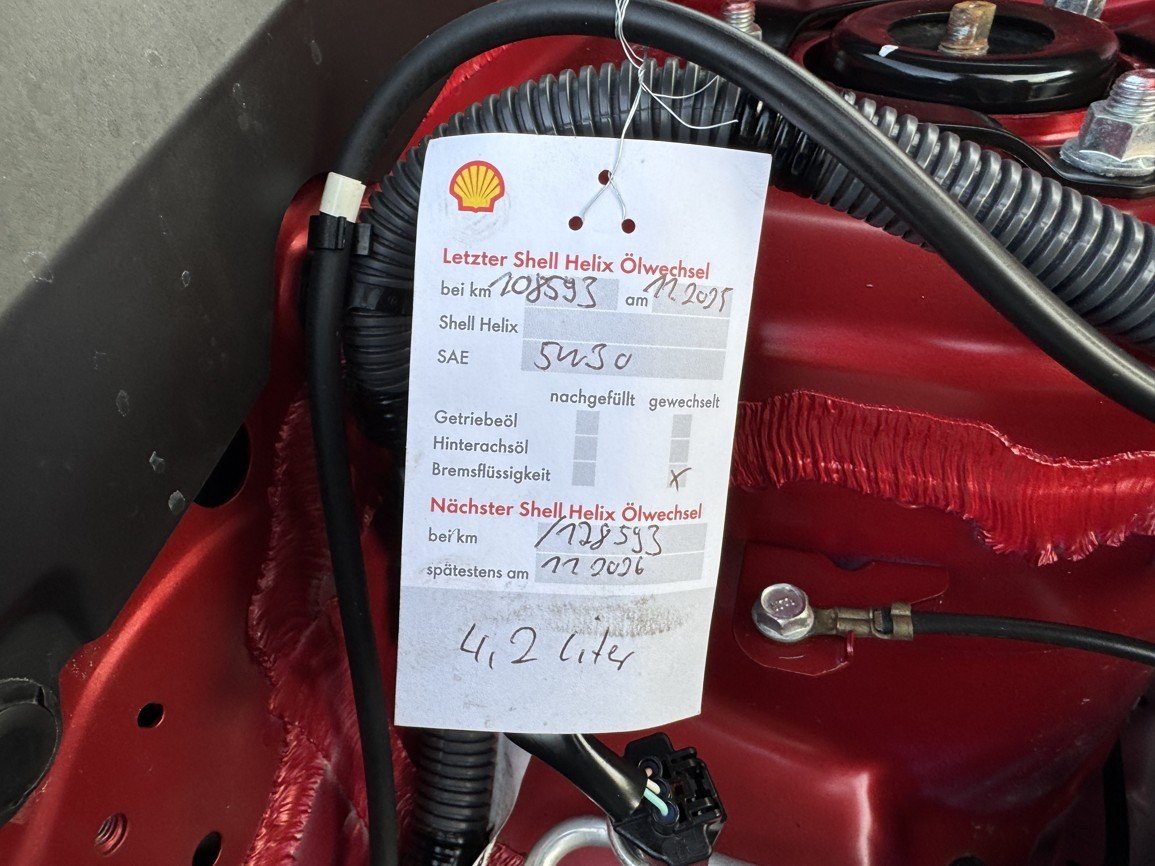 Letzter Shell Helix Ölwechsel
bei km 108593 am 11.2025
Shell Helix
SAE 5W30
nachgefüllt gewechselt
Getriebeöl
Hinterachsöl
Bremsflüssigkeit X
Nächster Shell Helix Ölwechsel
bei km /128593
spätestens am 11 2026
4,2 Liter